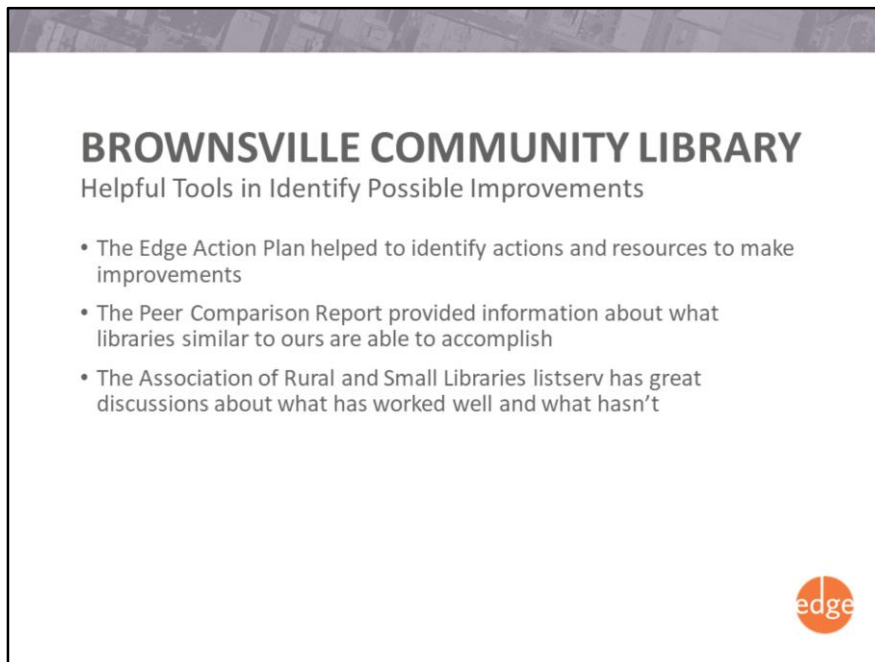 BROWNSVILLE COMMUNITY LIBRARY
Helpful Tools in Identify Possible Improvements
• The Edge Action Plan helped to identify actions and resources to make
improvements
• The Peer Comparison Report provided information about what
libraries similar to ours are able to accomplish
• The Association of Rural and Small Libraries listserv has great
discussions about what has worked well and what hasn’t
edge